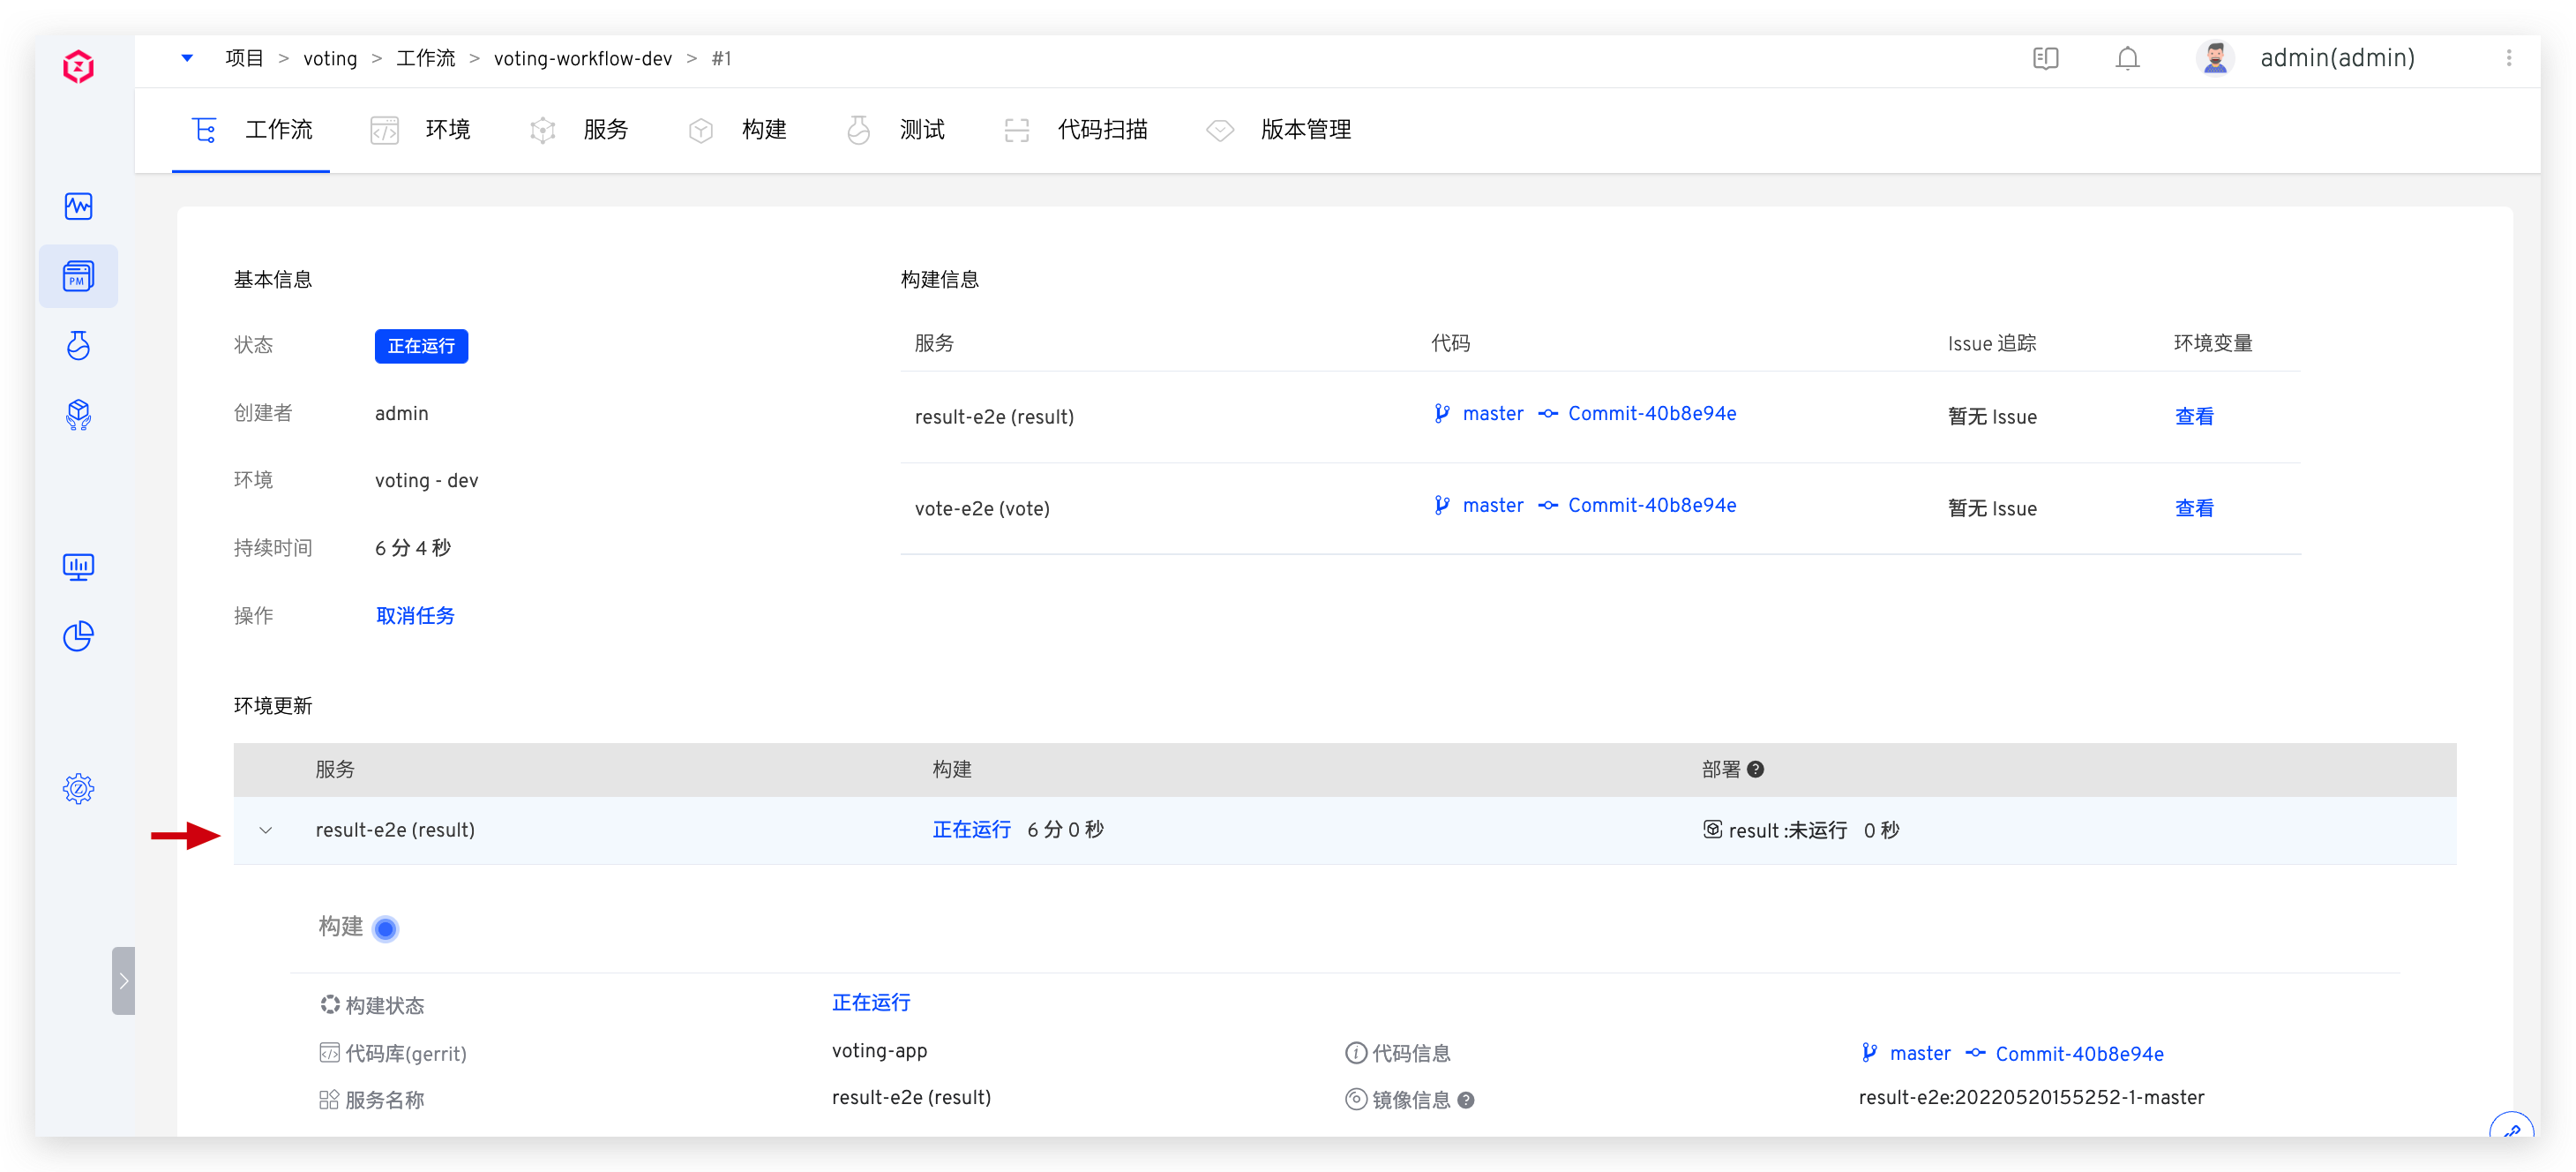 项目 > voting > 工作流 > voting-workflow-dev > #1
admin(admin)
工作流 环境 服务 构建 测试 代码扫描 版本管理
PM
基本信息
状态 正在运行
创建者 admin
环境 voting - dev
持续时间 6 分 4 秒
操作 取消任务
构建信息
服务 代码 Issue 追踪 环境变量
result-e2e (result) master Commit-40b8e94e 暂无 Issue 查看
vote-e2e (vote) master Commit-40b8e94e 暂无 Issue 查看
环境更新
服务 构建 部署 ?
result-e2e (result) 正在运行 6 分 0 秒 result :未运行 0 秒
构建
构建状态 正在运行
代码库(gerrit) voting-app 代码信息 master Commit-40b8e94e
服务名称 result-e2e (result) 镜像信息 ? result-e2e:20220520155252-1-master